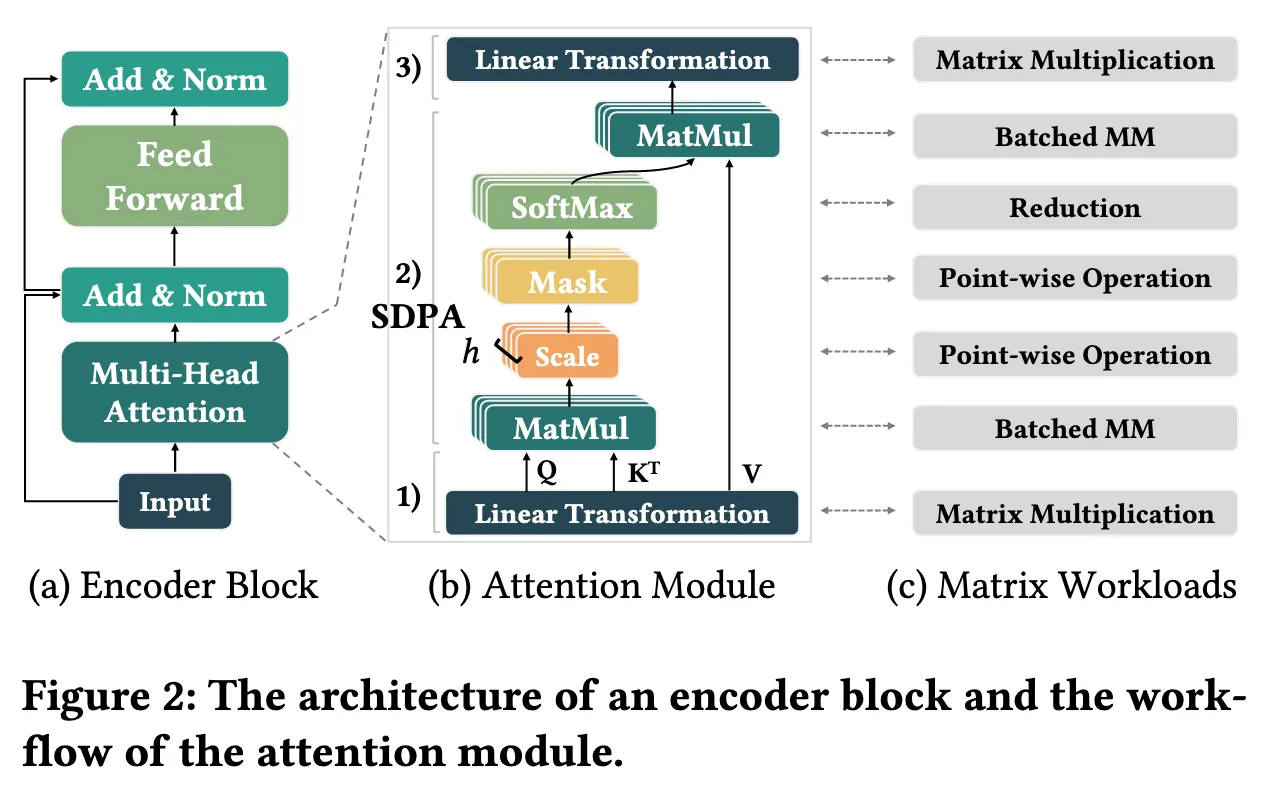 Add & Norm
Feed
Forward
Add & Norm
Multi-Head
Attention
Input
(a) Encoder Block
3)
Linear Transformation
MatMul
SoftMax
2)
Mask
SDPA
h
Scale
MatMul
Q
Kᵀ
V
1)
Linear Transformation
(b) Attention Module
Matrix Multiplication
Batched MM
Reduction
Point-wise Operation
Point-wise Operation
Batched MM
Matrix Multiplication
(c) Matrix Workloads
Figure 2: The architecture of an encoder block and the work-
flow of the attention module.